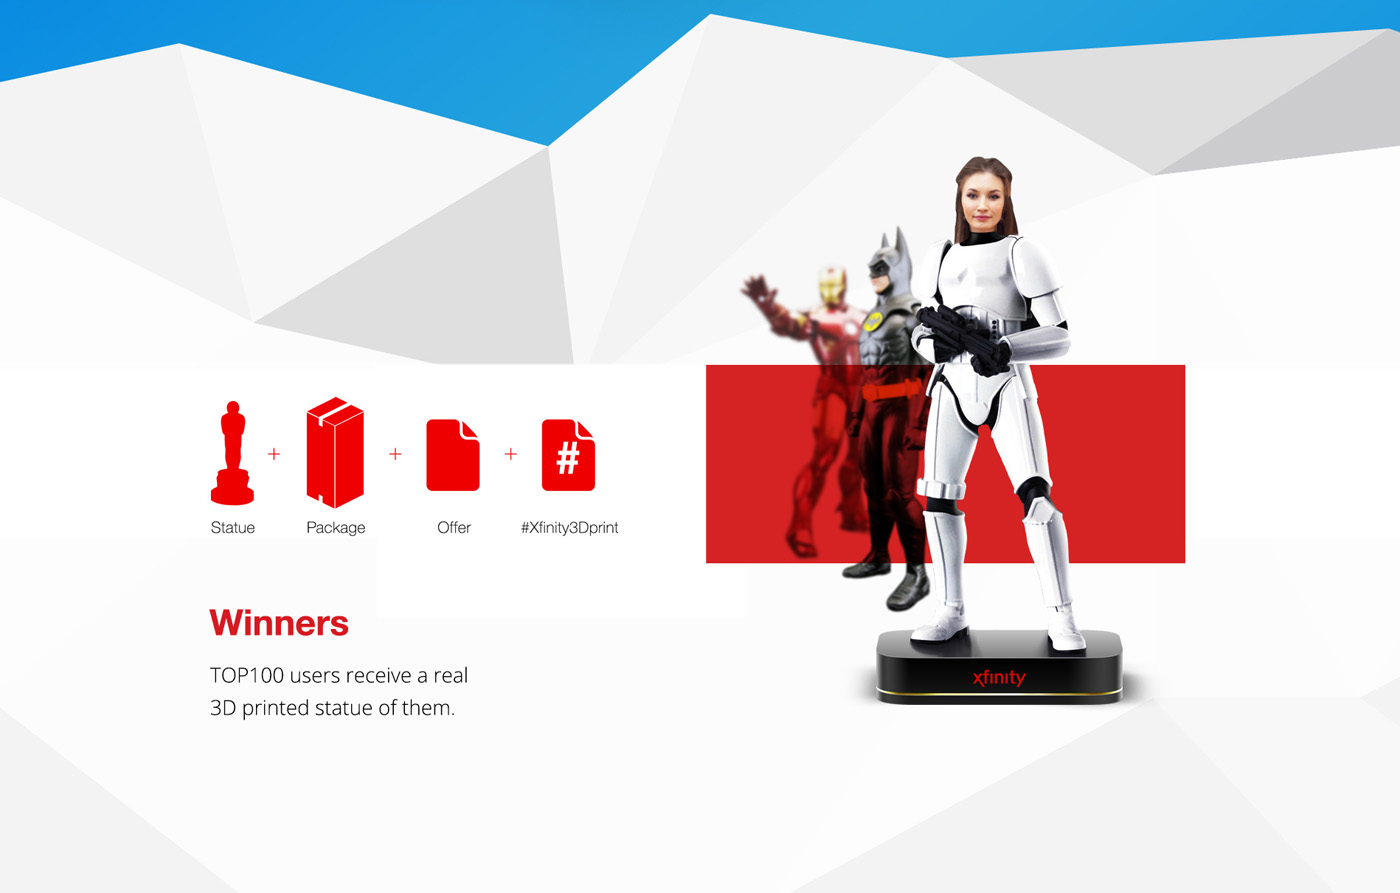 Statue
+
Package
+
Offer
+
#
#Xfinity3Dprint
Winners
TOP100 users receive a real
3D printed statue of them.
xfinity